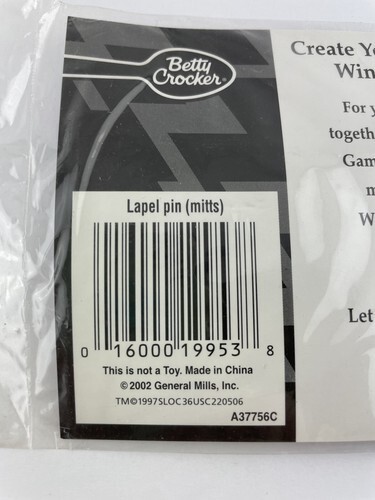 Betty
Crocker
Create Yo
Win
For y
togeth
Gam
m
W
Let
Lapel pin (mitts)
0 16000 19953 8
This is not a Toy. Made in China
©2002 General Mills, Inc.
TM©1997SLOC36USC220506
A37756C